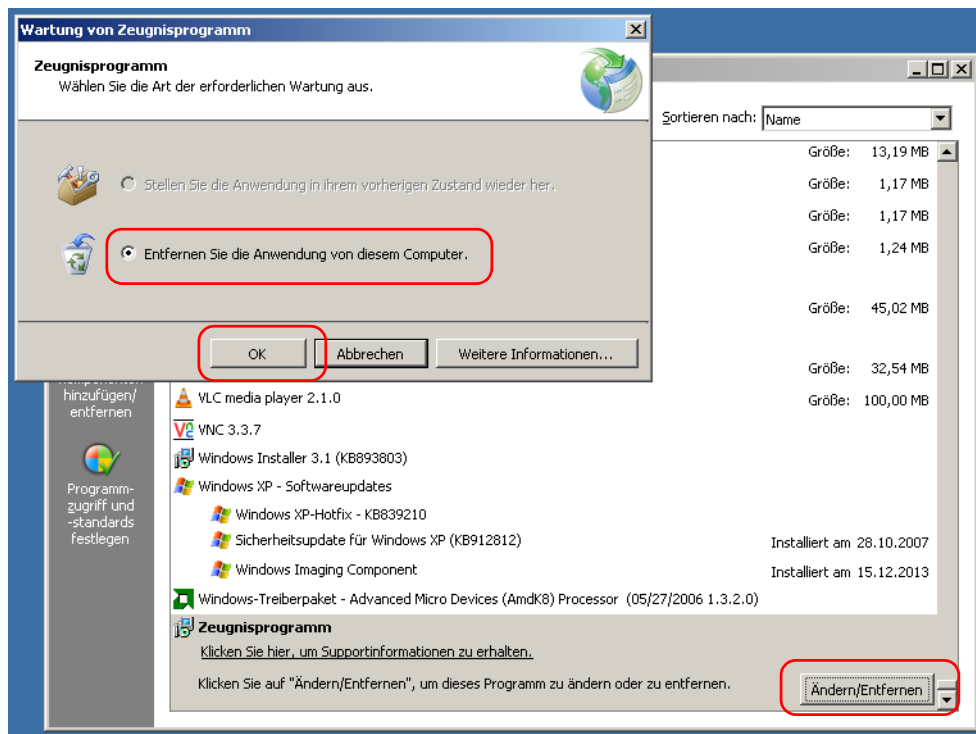 Wartung von Zeugnisprogramm
Zeugnisprogramm
Wählen Sie die Art der erforderlichen Wartung aus.
Stellen Sie die Anwendung in ihrem vorherigen Zustand wieder her.
Entfernen Sie die Anwendung von diesem Computer.
OK
Abbrechen
Weitere Informationen...
Sortieren nach:
Name
Größe: 13,19 MB
Größe: 1,17 MB
Größe: 1,17 MB
Größe: 1,24 MB
Größe: 45,02 MB
Größe: 32,54 MB
hinzufügen/
entfernen
Programm-
zugriff und
-standards
festlegen
VLC media player 2.1.0 Größe: 100,00 MB
VNC 3.3.7
Windows Installer 3.1 (KB893803)
Windows XP - Softwareupdates
Windows XP-Hotfix - KB839210
Sicherheitsupdate für Windows XP (KB912812) Installiert am 28.10.2007
Windows Imaging Component Installiert am 15.12.2013
Windows-Treiberpaket - Advanced Micro Devices (AmdK8) Processor (05/27/2006 1.3.2.0)
Zeugnisprogramm
Klicken Sie hier, um Supportinformationen zu erhalten.
Klicken Sie auf "Ändern/Entfernen", um dieses Programm zu ändern oder zu entfernen.
Ändern/Entfernen